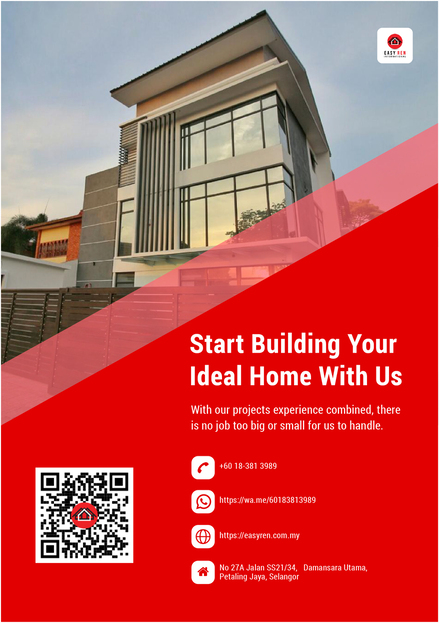 EASY REN
Start Building Your
Ideal Home With Us
With our projects experience combined, there
is no job too big or small for us to handle.
+60 18-381 3989
https://wa.me/60183813989
https://easyren.com.my
No 27A Jalan SS21/34, Damansara Utama,
Petaling Jaya, Selangor